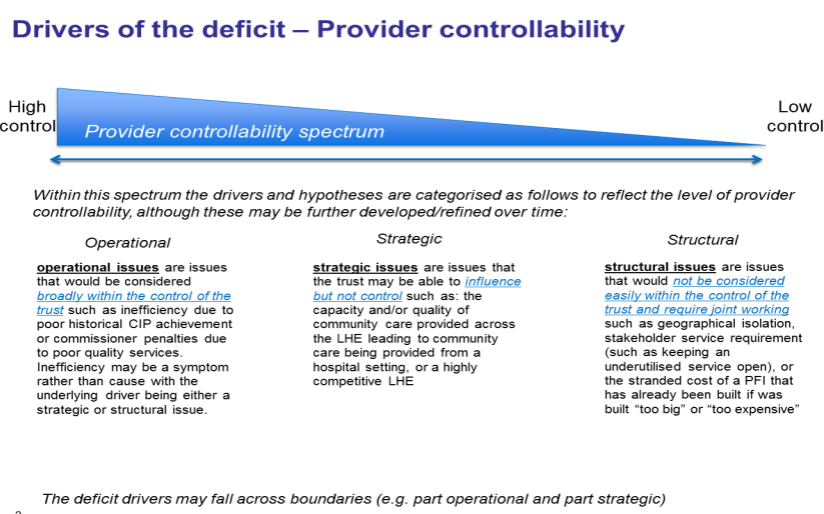 Drivers of the deficit – Provider controllability
High
control
Provider controllability spectrum
Low
control
Within this spectrum the drivers and hypotheses are categorised as follows to reflect the level of provider
controllability, although these may be further developed/refined over time:
Operational
operational issues are issues
that would be considered
broadly within the control of the
trust such as inefficiency due to
poor historical CIP achievement
or commissioner penalties due
to poor quality services.
Inefficiency may be a symptom
rather than cause with the
underlying driver being either a
strategic or structural issue.
Strategic
strategic issues are issues that
the trust may be able to influence
but not control such as: the
capacity and/or quality of
community care provided across
the LHE leading to community
care being provided from a
hospital setting, or a highly
competitive LHE
Structural
structural issues are issues
that would not be considered
easily within the control of the
trust and require joint working
such as geographical isolation,
stakeholder service requirement
(such as keeping an
underutilised service open), or
the stranded cost of a PFI that
has already been built if was
built “too big” or “too expensive”
The deficit drivers may fall across boundaries (e.g. part operational and part strategic)